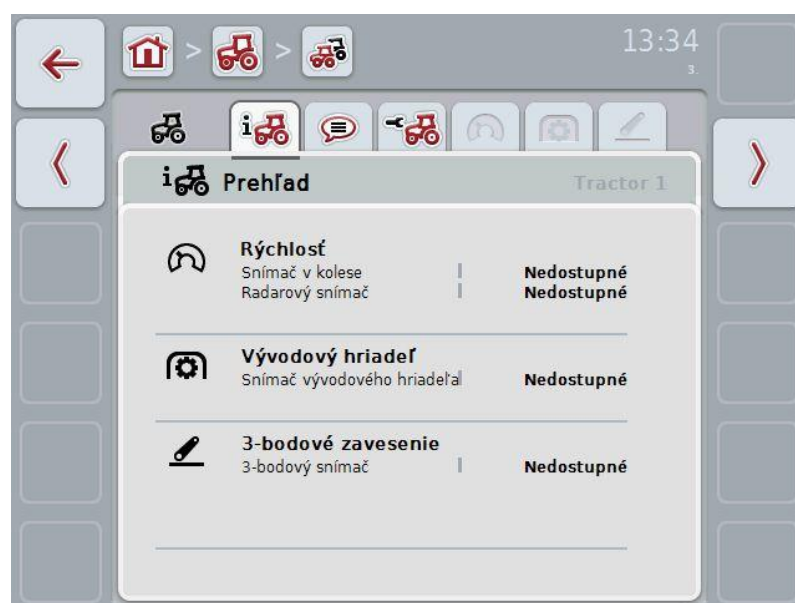 13:34
3.
Prehľad
Tractor 1
Rýchlosť
Snímač v kolese | Nedostupné
Radarový snímač | Nedostupné
Vývodový hriadeľ
Snímač vývodového hriadeľa Nedostupné
3-bodové zavesenie
3-bodový snímač | Nedostupné